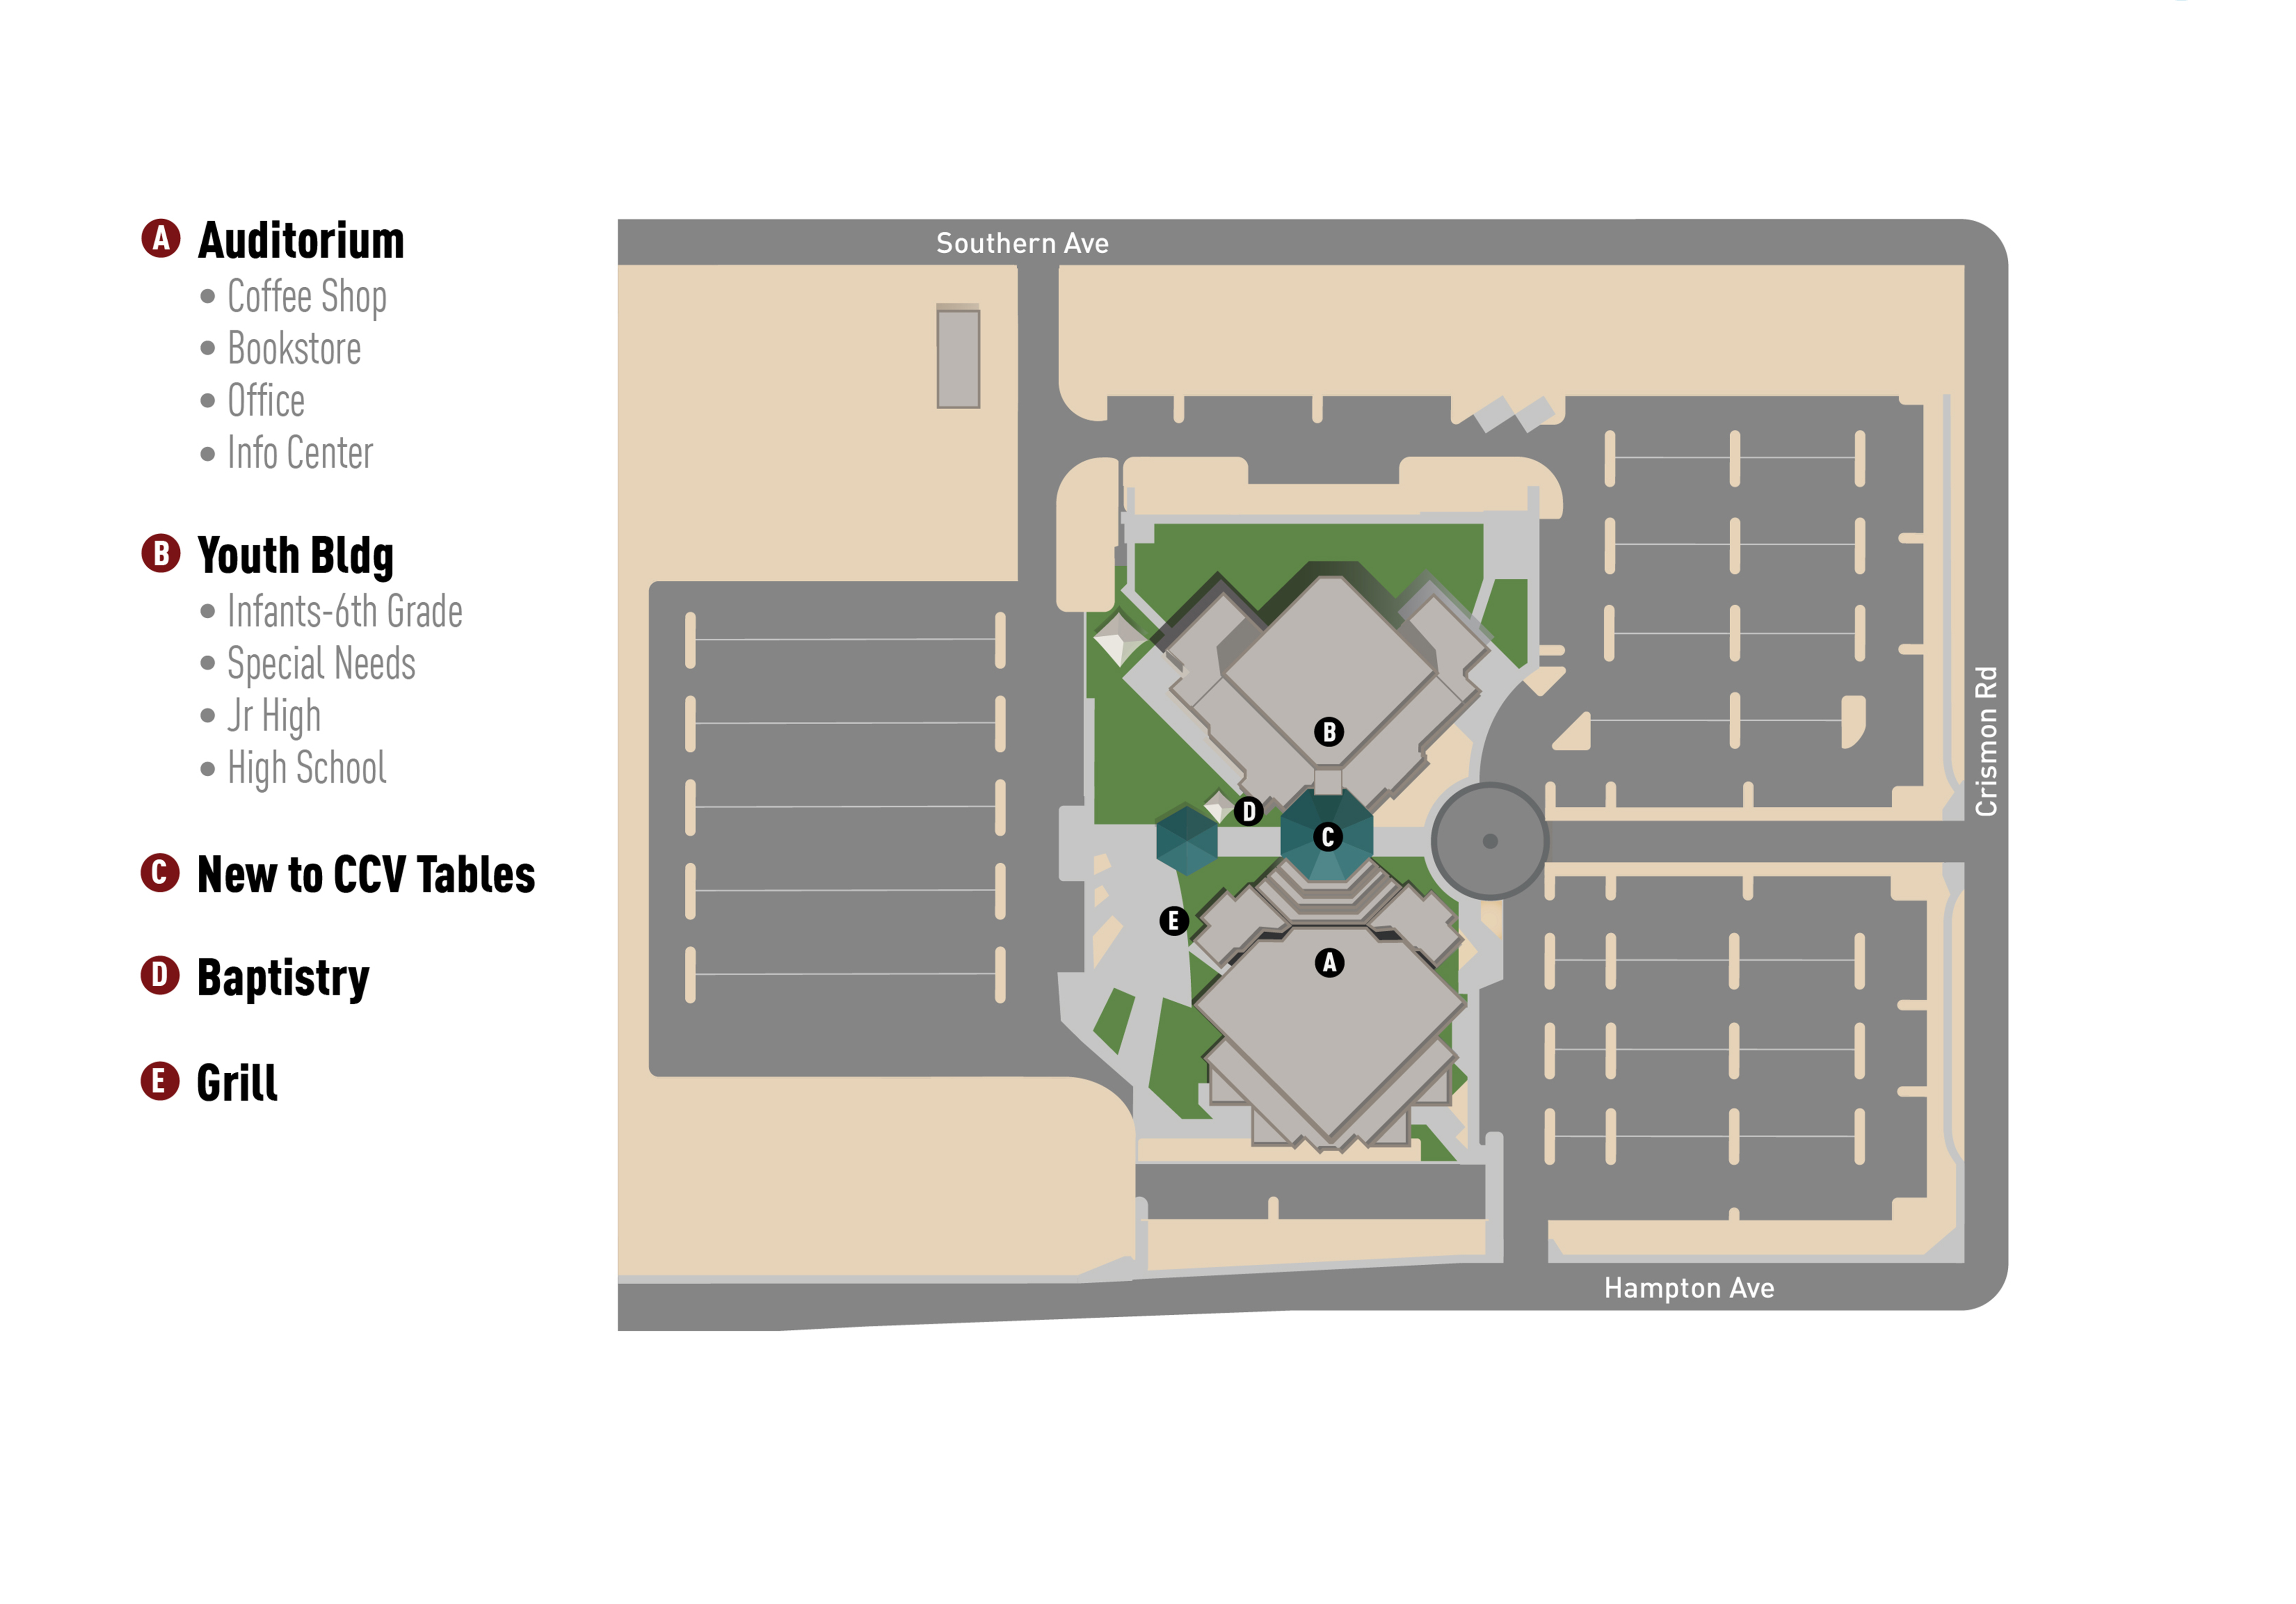 A Auditorium
• Coffee Shop
• Bookstore
• Office
• Info Center
B Youth Bldg
• Infants-6th Grade
• Special Needs
• Jr High
• High School
C New to CCV Tables
D Baptistry
E Grill
Southern Ave
Crismon Rd
B
D
C
E
A
Hampton Ave